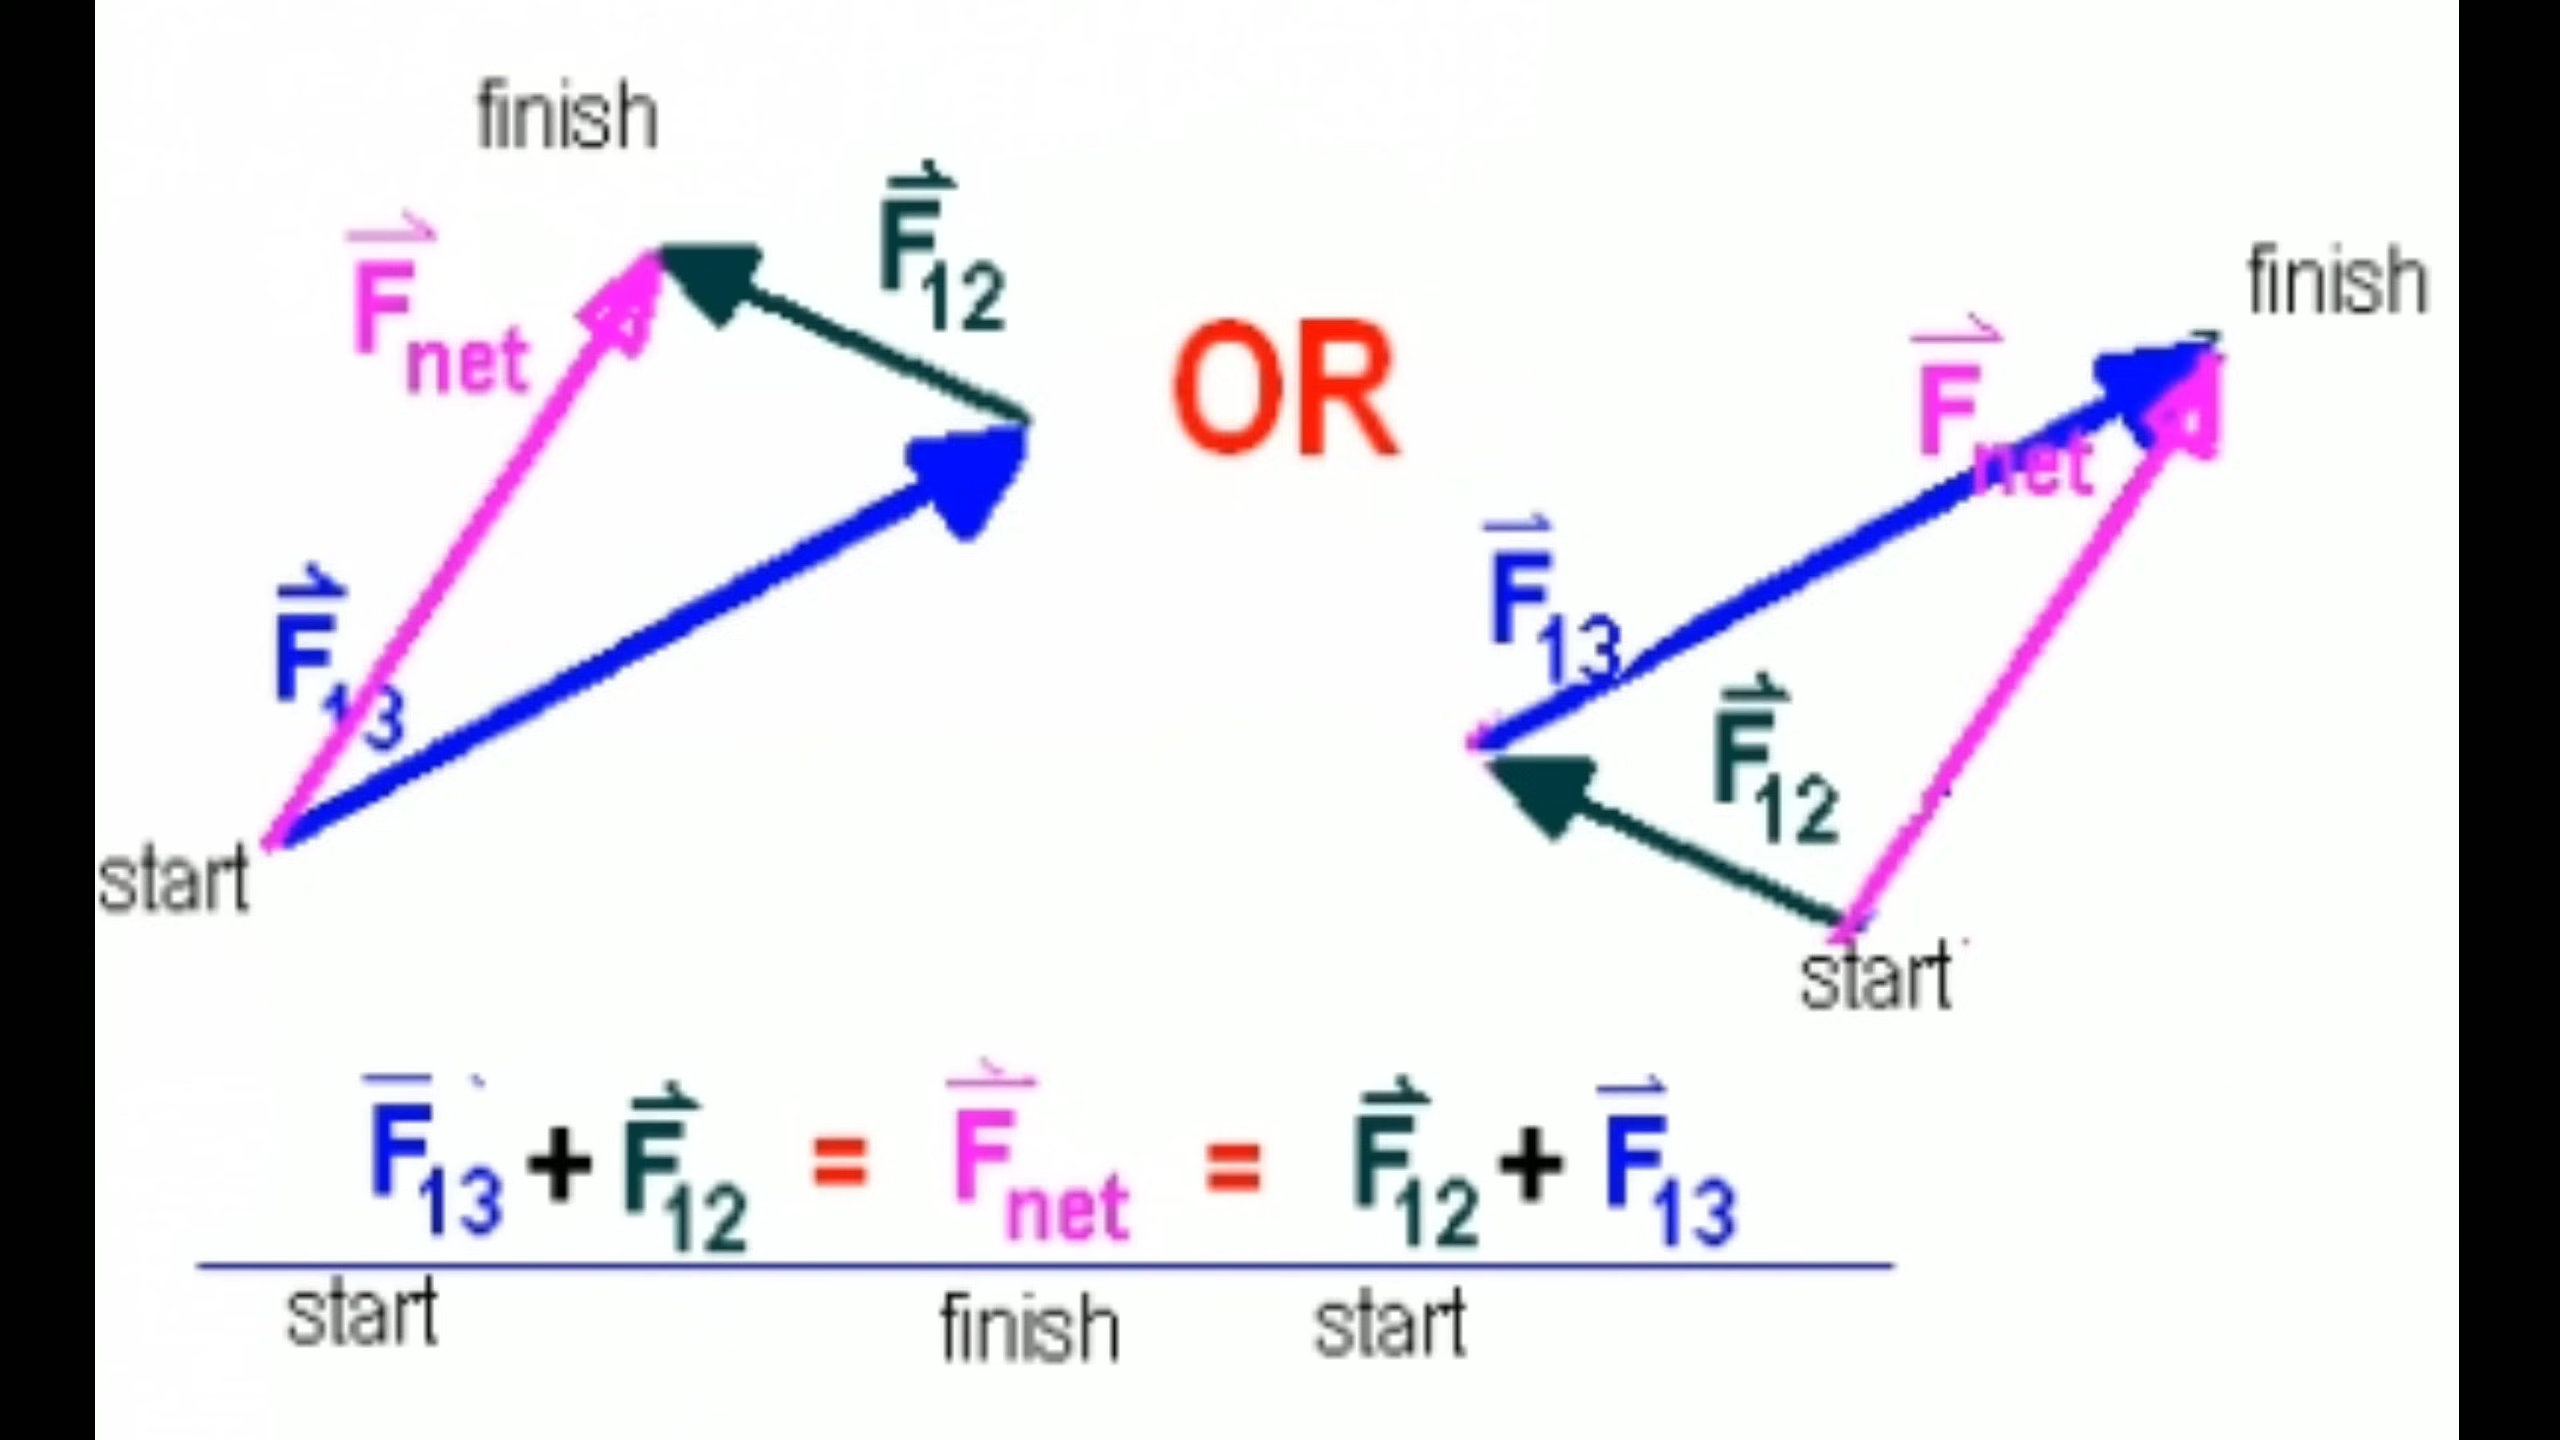 finish
F⃗12
F⃗net
F⃗13
start
OR
finish
F⃗net
F⃗13
F⃗12
start
F⃗13 + F⃗12 = F⃗net = F⃗12 + F⃗13
start finish start